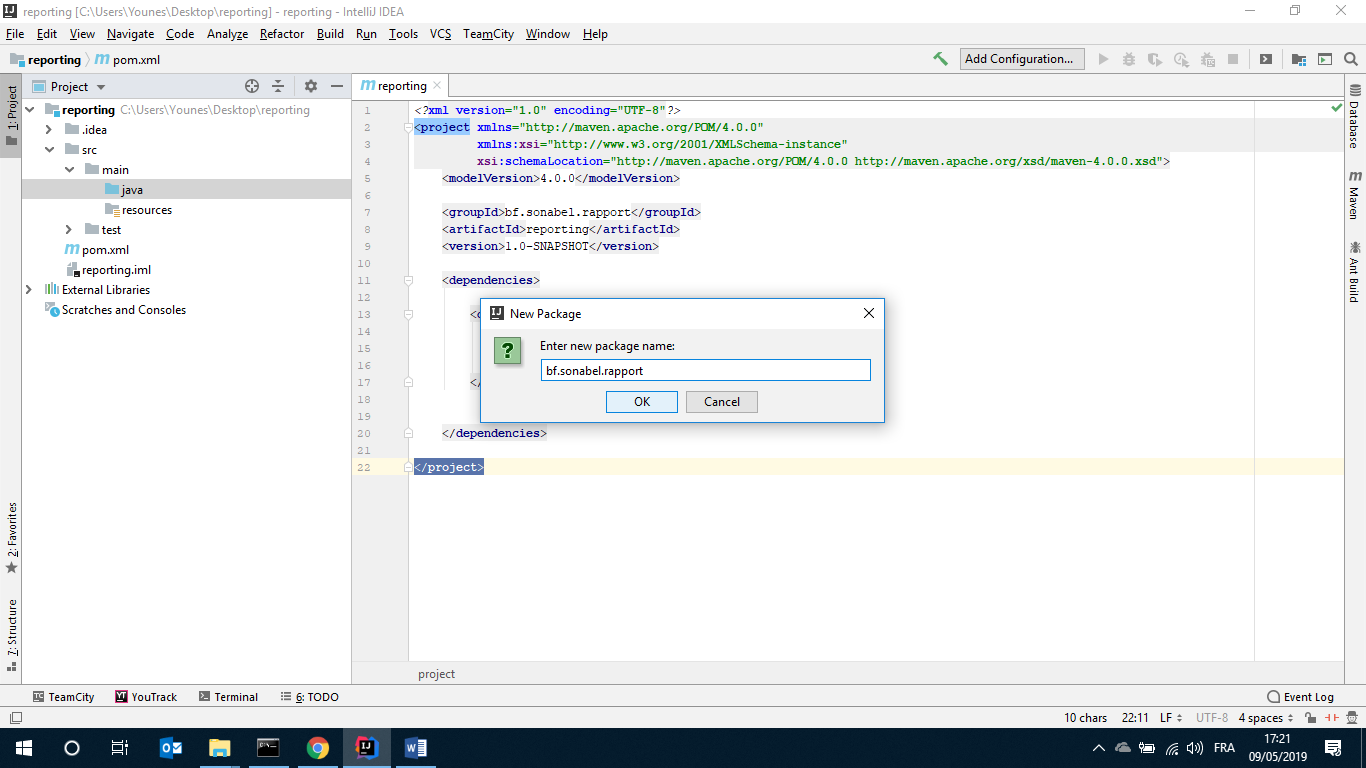 reporting [C:\Users\Younes\Desktop\reporting] - reporting - IntelliJ IDEA
File Edit View Navigate Code Analyze Refactor Build Run Tools VCS TeamCity Window Help
reporting pom.xml
Add Configuration...
1: Project
Project
reporting C:\Users\Younes\Desktop\reporting
.idea
src
main
java
resources
test
pom.xml
reporting.iml
External Libraries
Scratches and Consoles
2: Favorites
7: Structure
reporting
1 <?xml version="1.0" encoding="UTF-8"?>
2 <project xmlns="http://maven.apache.org/POM/4.0.0"
3 xmlns:xsi="http://www.w3.org/2001/XMLSchema-instance"
4 xsi:schemaLocation="http://maven.apache.org/POM/4.0.0 http://maven.apache.org/xsd/maven-4.0.0.xsd">
5 <modelVersion>4.0.0</modelVersion>
6
7 <groupId>bf.sonabel.rapport</groupId>
8 <artifactId>reporting</artifactId>
9 <version>1.0-SNAPSHOT</version>
10
11 <dependencies>
12
13 <
14
15
16
17 </
18
19
20 </dependencies>
21
22 </project>
New Package
Enter new package name:
bf.sonabel.rapport
OK Cancel
project
Database
Maven
Ant Build
TeamCity YouTrack Terminal 6: TODO Event Log
10 chars 22:11 LF UTF-8 4 spaces
FRA
17:21
09/05/2019